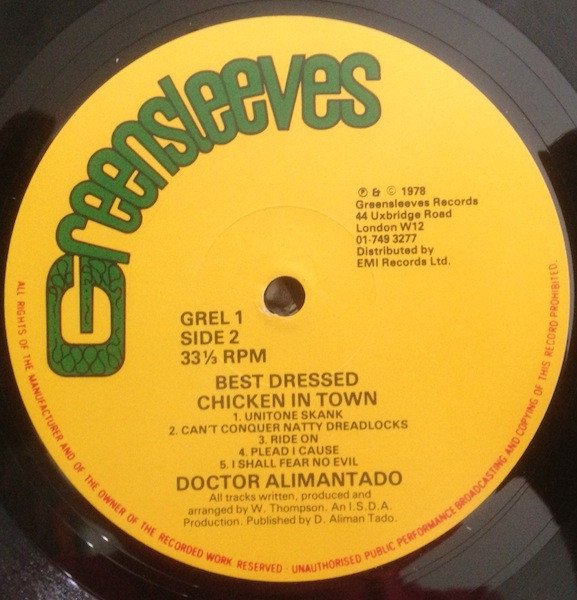 Greensleeves
℗ & © 1978
Greensleeves Records
44 Uxbridge Road
London W12
01-749 3277
Distributed by
EMI Records Ltd.
GREL 1
SIDE 2
33⅓ RPM
BEST DRESSED
CHICKEN IN TOWN
1. UNITONE SKANK
2. CAN'T CONQUER NATTY DREADLOCKS
3. RIDE ON
4. PLEAD I CAUSE
5. I SHALL FEAR NO EVIL
DOCTOR ALIMANTADO
All tracks written, produced and
arranged by W. Thompson. An I.S.D.A.
Production. Published by D. Aliman Tado.
ALL RIGHTS OF THE MANUFACTURER AND OF THE OWNER OF THE RECORDED WORK RESERVED - UNAUTHORISED PUBLIC PERFORMANCE BROADCASTING AND COPYING OF THIS RECORD PROHIBITED.